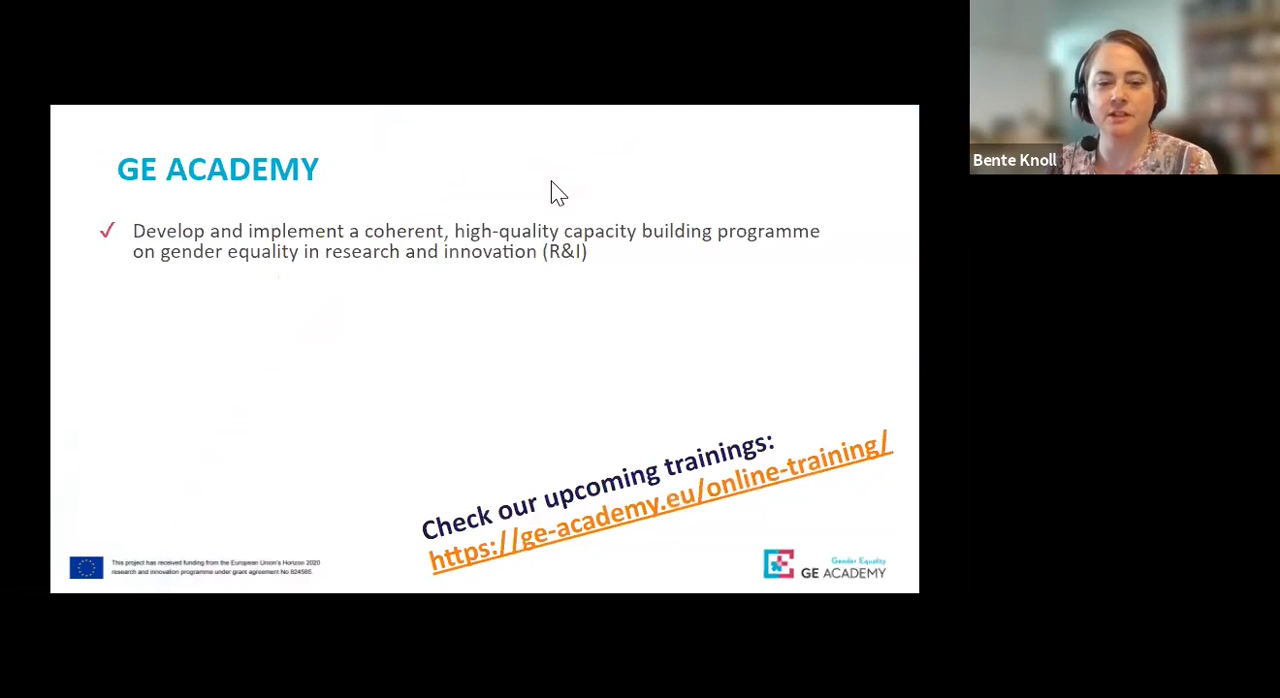 GE ACADEMY
Develop and implement a coherent, high-quality capacity building programme
on gender equality in research and innovation (R&I)
Check our upcoming trainings:
https://ge-academy.eu/online-training/
This project has received funding from the European Union's Horizon 2020
research and innovation programme under grant agreement No 824585.
Gender Equality
GE ACADEMY
Bente Knoll